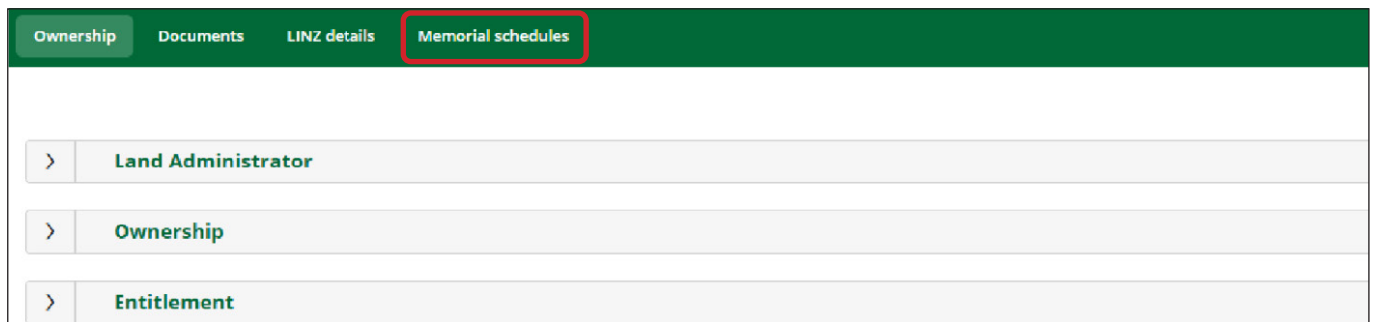 Ownership Documents LINZ details Memorial schedules
Land Administrator
Ownership
Entitlement